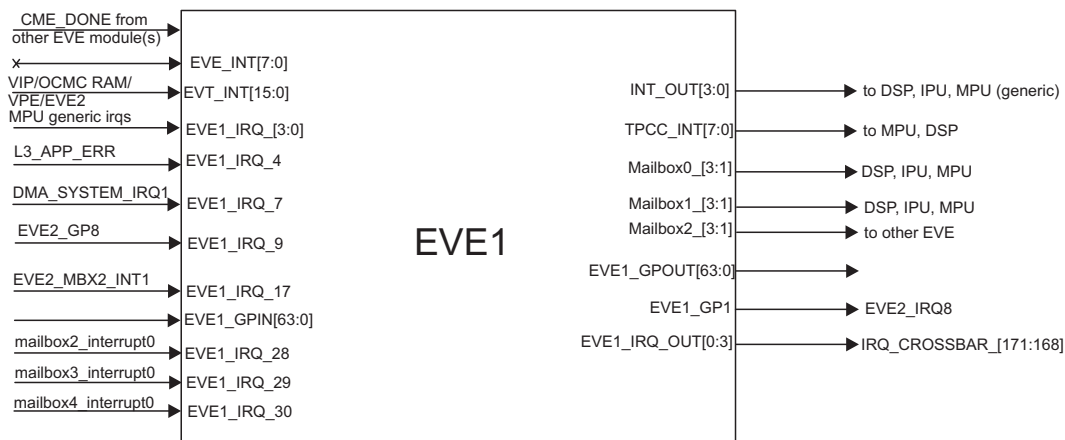 CME_DONE from
other EVE module(s)
x
EVE_INT[7:0]
VIP/OCMC RAM/
VPE/EVE2
EVT_INT[15:0]
MPU generic irqs
EVE1_IRQ_[3:0]
L3_APP_ERR
EVE1_IRQ_4
DMA_SYSTEM_IRQ1
EVE1_IRQ_7
EVE2_GP8
EVE1_IRQ_9
EVE2_MBX2_INT1
EVE1_IRQ_17
EVE1_GPIN[63:0]
mailbox2_interrupt0
EVE1_IRQ_28
mailbox3_interrupt0
EVE1_IRQ_29
mailbox4_interrupt0
EVE1_IRQ_30
EVE1
INT_OUT[3:0]
to DSP, IPU, MPU (generic)
TPCC_INT[7:0]
to MPU, DSP
Mailbox0_[3:1]
DSP, IPU, MPU
Mailbox1_[3:1]
DSP, IPU, MPU
Mailbox2_[3:1]
to other EVE
EVE1_GPOUT[63:0]
EVE1_GP1
EVE2_IRQ8
EVE1_IRQ_OUT[0:3]
IRQ_CROSSBAR_[171:168]